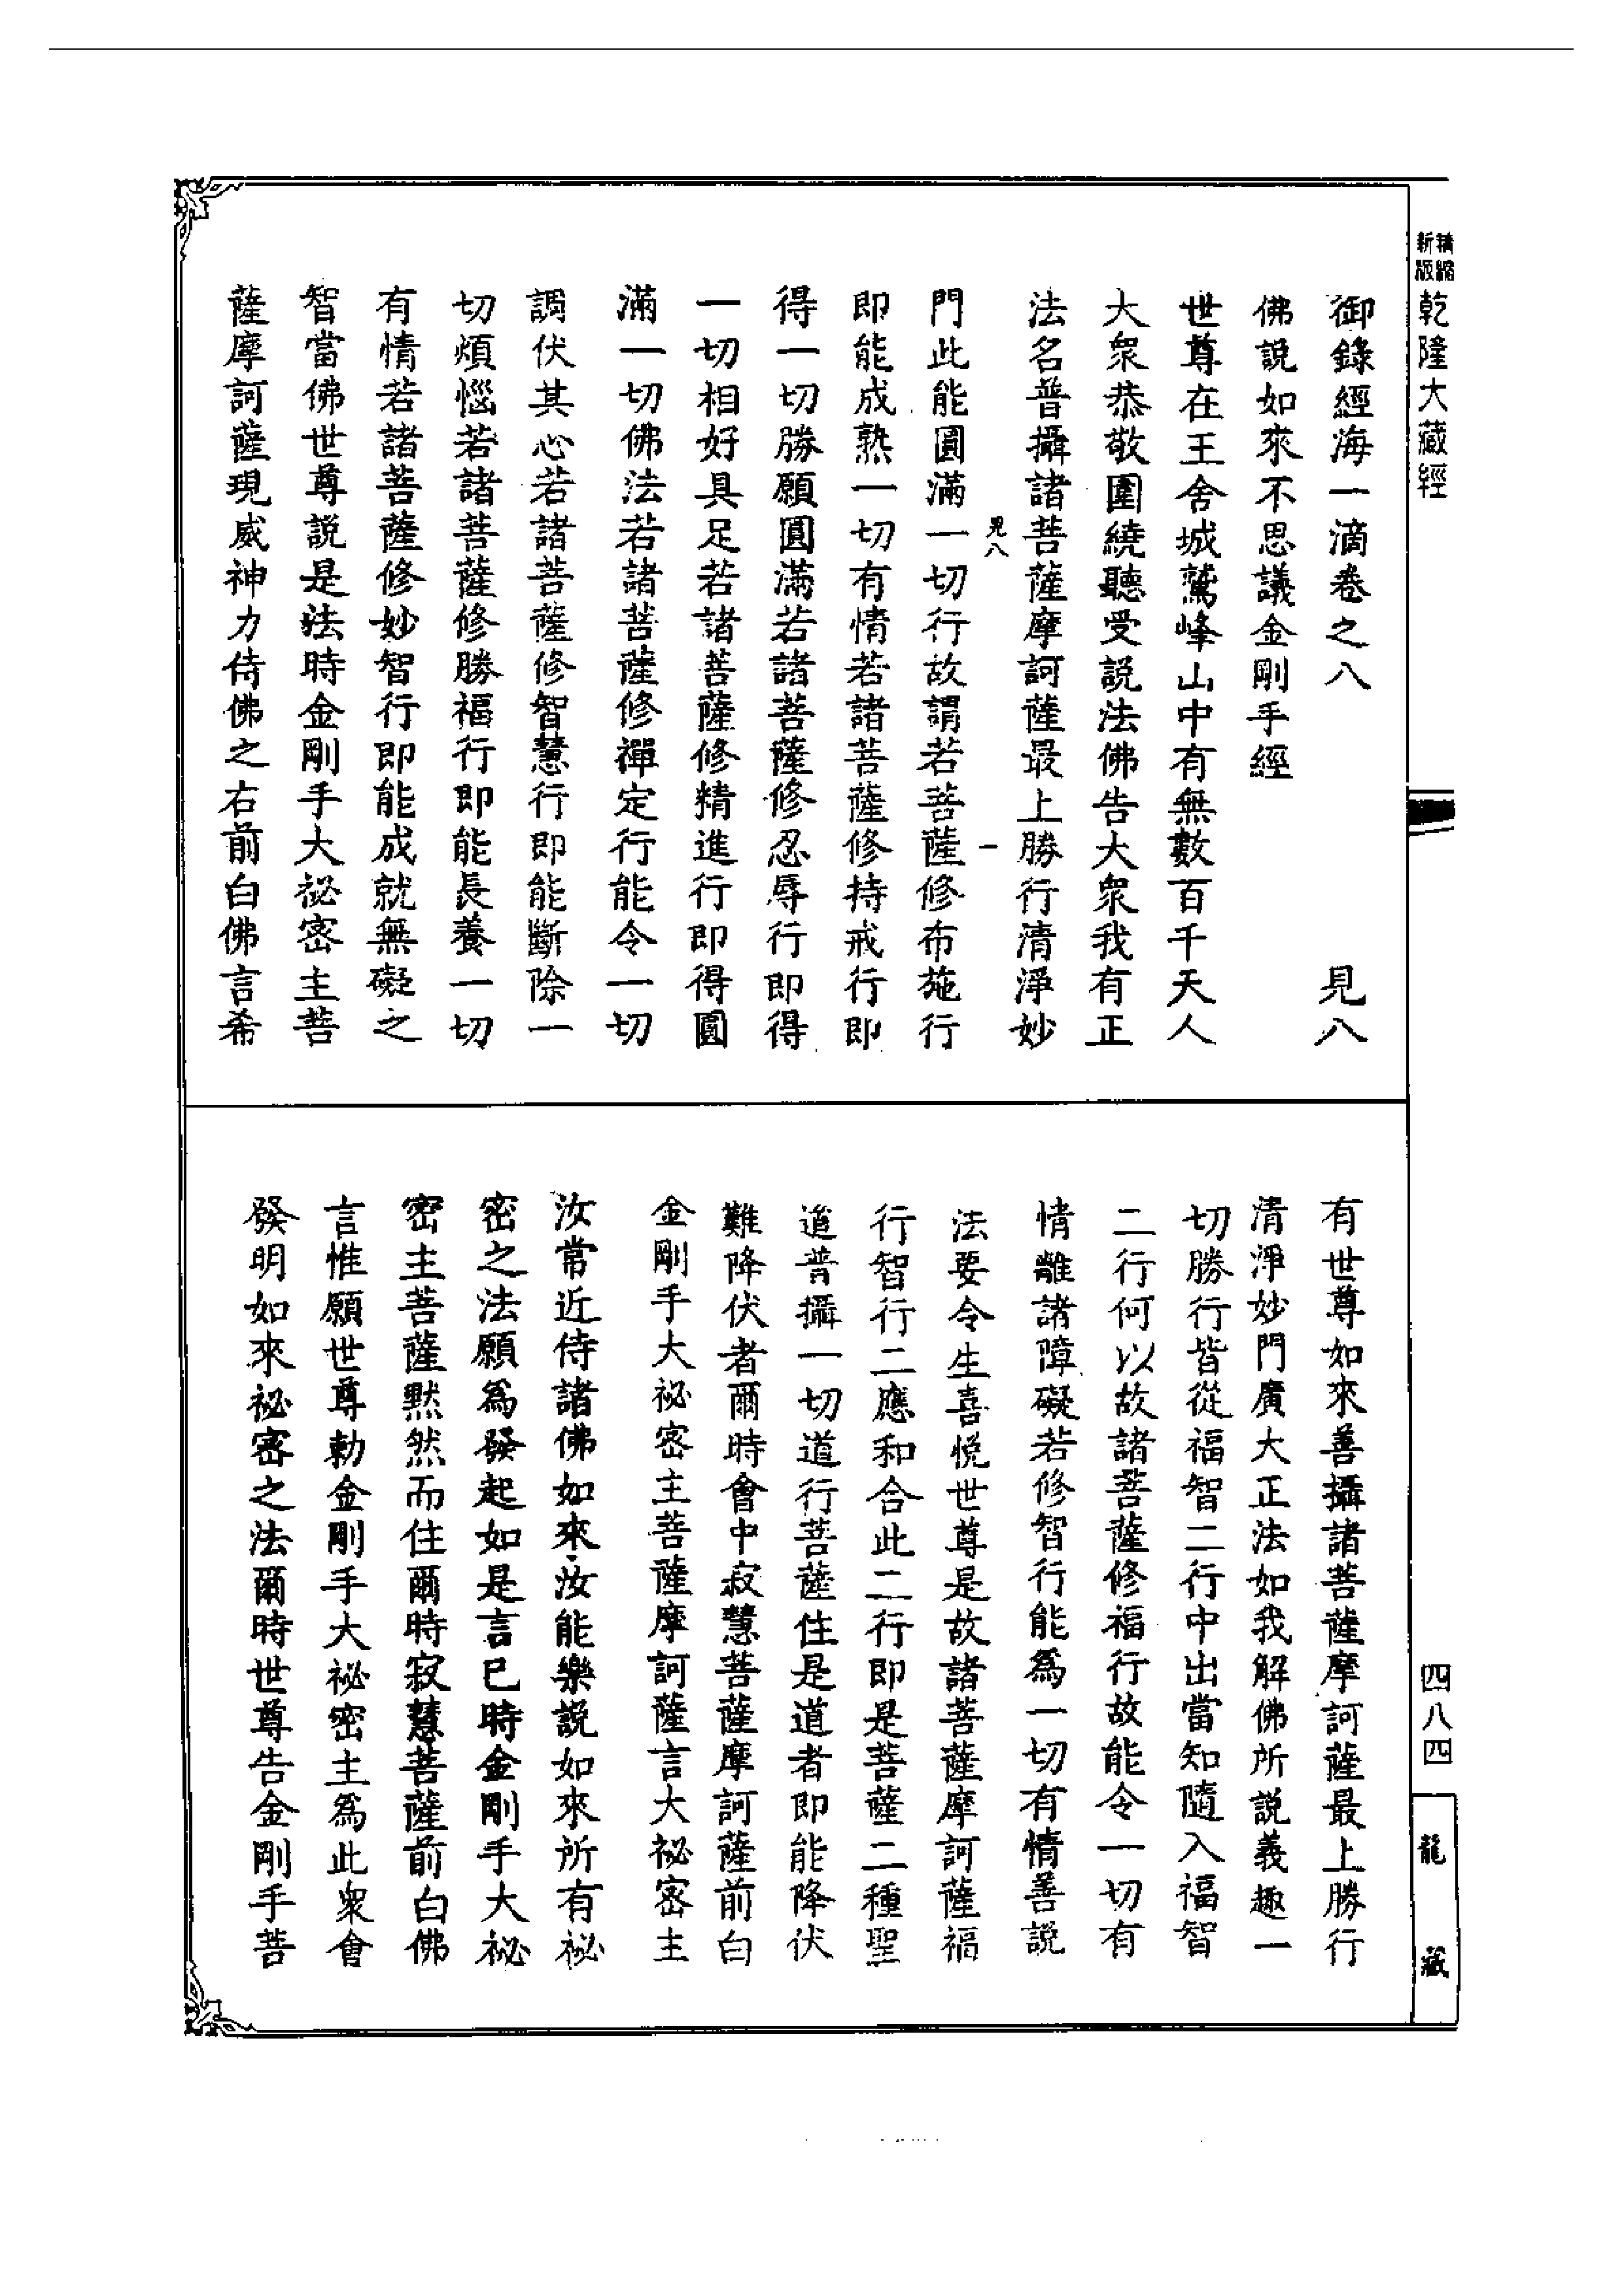 精縮
新版
乾隆大藏經
御錄經海一滴卷之八 見八
佛說如來不思議金剛手經
世尊在王舍城鷲峰山中有無數百千天人
大衆恭敬圍繞聽受說法佛告大衆我有正
法名普攝諸菩薩摩訶薩最上勝行清淨妙
見八 一
門此能圓滿一切行故謂若菩薩修布施行
即能成熟一切有情若諸菩薩修持戒行即
得一切勝願圓滿若諸菩薩修忍辱行即得
一切相好具足若諸菩薩修精進行即得圓
滿一切佛法若諸菩薩修禪定行能令一切
調伏其心若諸菩薩修智慧行即能斷除一
切煩惱若諸菩薩修勝福行即能長養一切
有情若諸菩薩修妙智行即能成就無礙之
智當佛世尊說是法時金剛手大祕密主菩
薩摩訶薩現威神力侍佛之右前白佛言希
有世尊如來善攝諸菩薩摩訶薩最上勝行
清淨妙門廣大正法如我解佛所說義趣一
切勝行皆從福智二行中出當知隨入福智
二行何以故諸菩薩修福行故能令一切有
情離諸障礙若修智行能爲一切有情善說
法要令生喜悅世尊是故諸菩薩摩訶薩福
行智行二應和合此二行即是菩薩二種聖
道普攝一切道行菩薩住是道者即能降伏
難降伏者爾時會中寂慧菩薩摩訶薩前白
金剛手大祕密主菩薩摩訶薩言大祕密主
汝常近侍諸佛如來汝能樂說如來所有祕
密之法願爲發起如是言已時金剛手大祕
密主菩薩默然而住爾時寂慧菩薩前白佛
言惟願世尊勅金剛手大祕密主爲此衆會
發明如來祕密之法爾時世尊告金剛手菩
四八四
龍藏